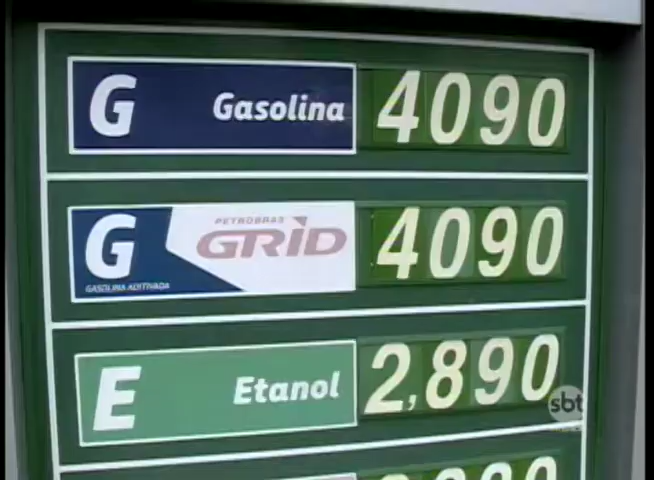 G Gasolina 4090
PETROBRAS
G GRID 4090
GASOLINA ADITIVADA
E Etanol 2,890
sbt